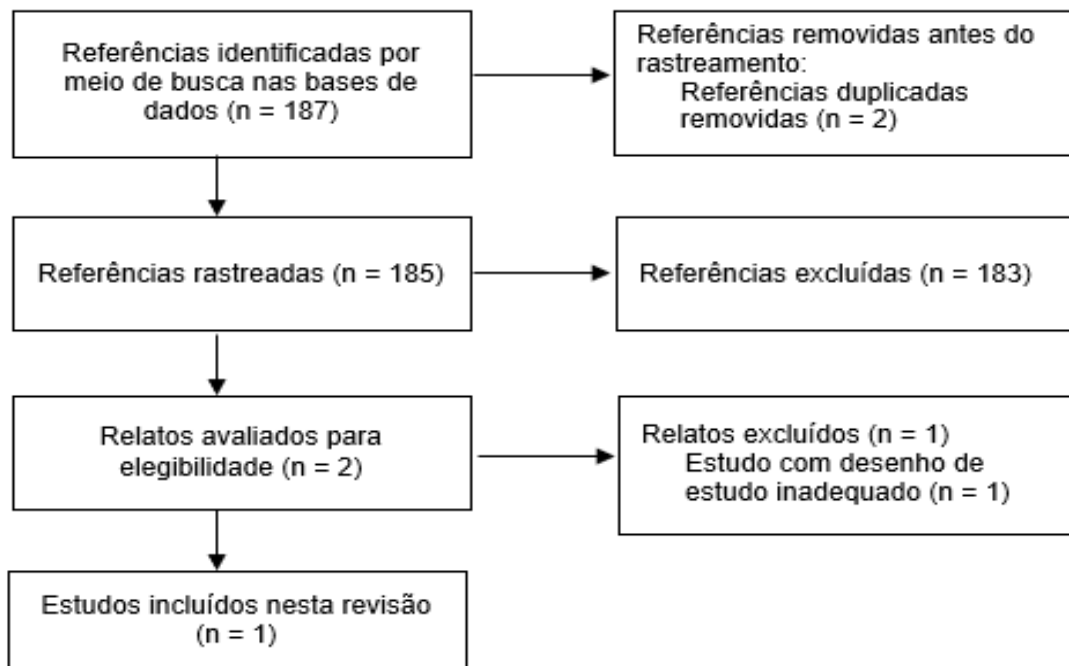 Referências identificadas por
meio de busca nas bases de
dados (n = 187)
Referências removidas antes do
rastreamento:
Referências duplicadas
removidas (n = 2)
Referências rastreadas (n = 185)
Referências excluídas (n = 183)
Relatos avaliados para
elegibilidade (n = 2)
Relatos excluídos (n = 1)
Estudo com desenho de
estudo inadequado (n = 1)
Estudos incluídos nesta revisão
(n = 1)